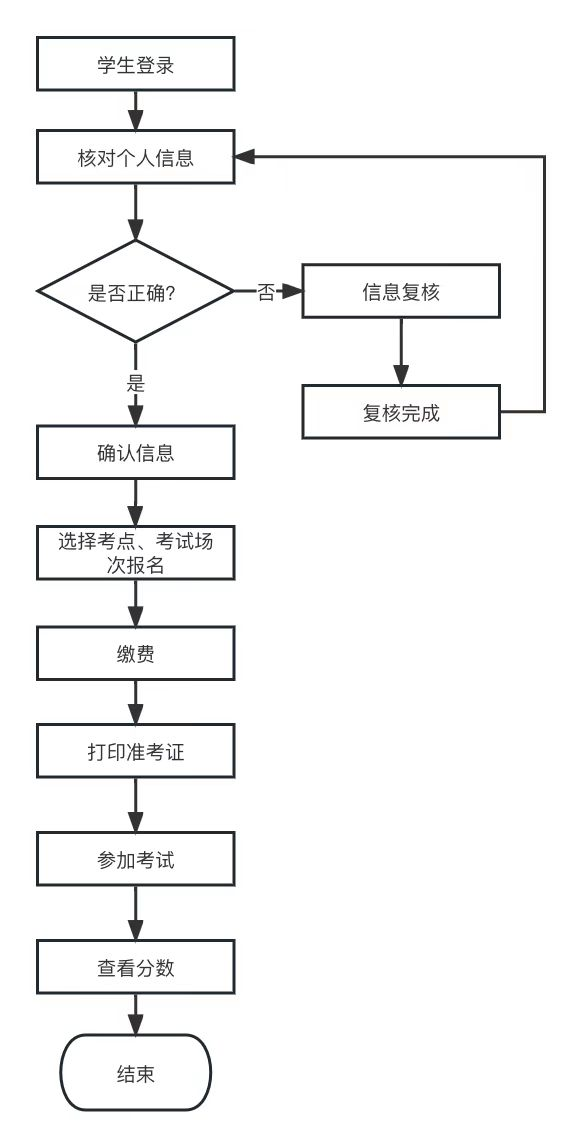 学生登录
核对个人信息
是否正确?
否
信息复核
是
复核完成
确认信息
选择考点、考试场
次报名
缴费
打印准考证
参加考试
查看分数
结束